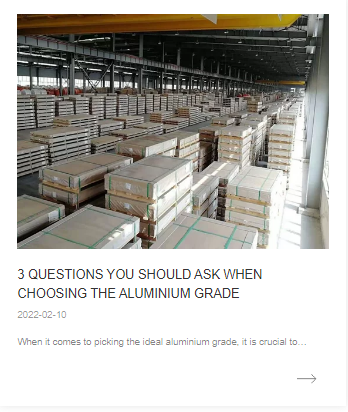 3 QUESTIONS YOU SHOULD ASK WHEN
CHOOSING THE ALUMINIUM GRADE
2022-02-10
When it comes to picking the ideal aluminium grade, it is crucial to...